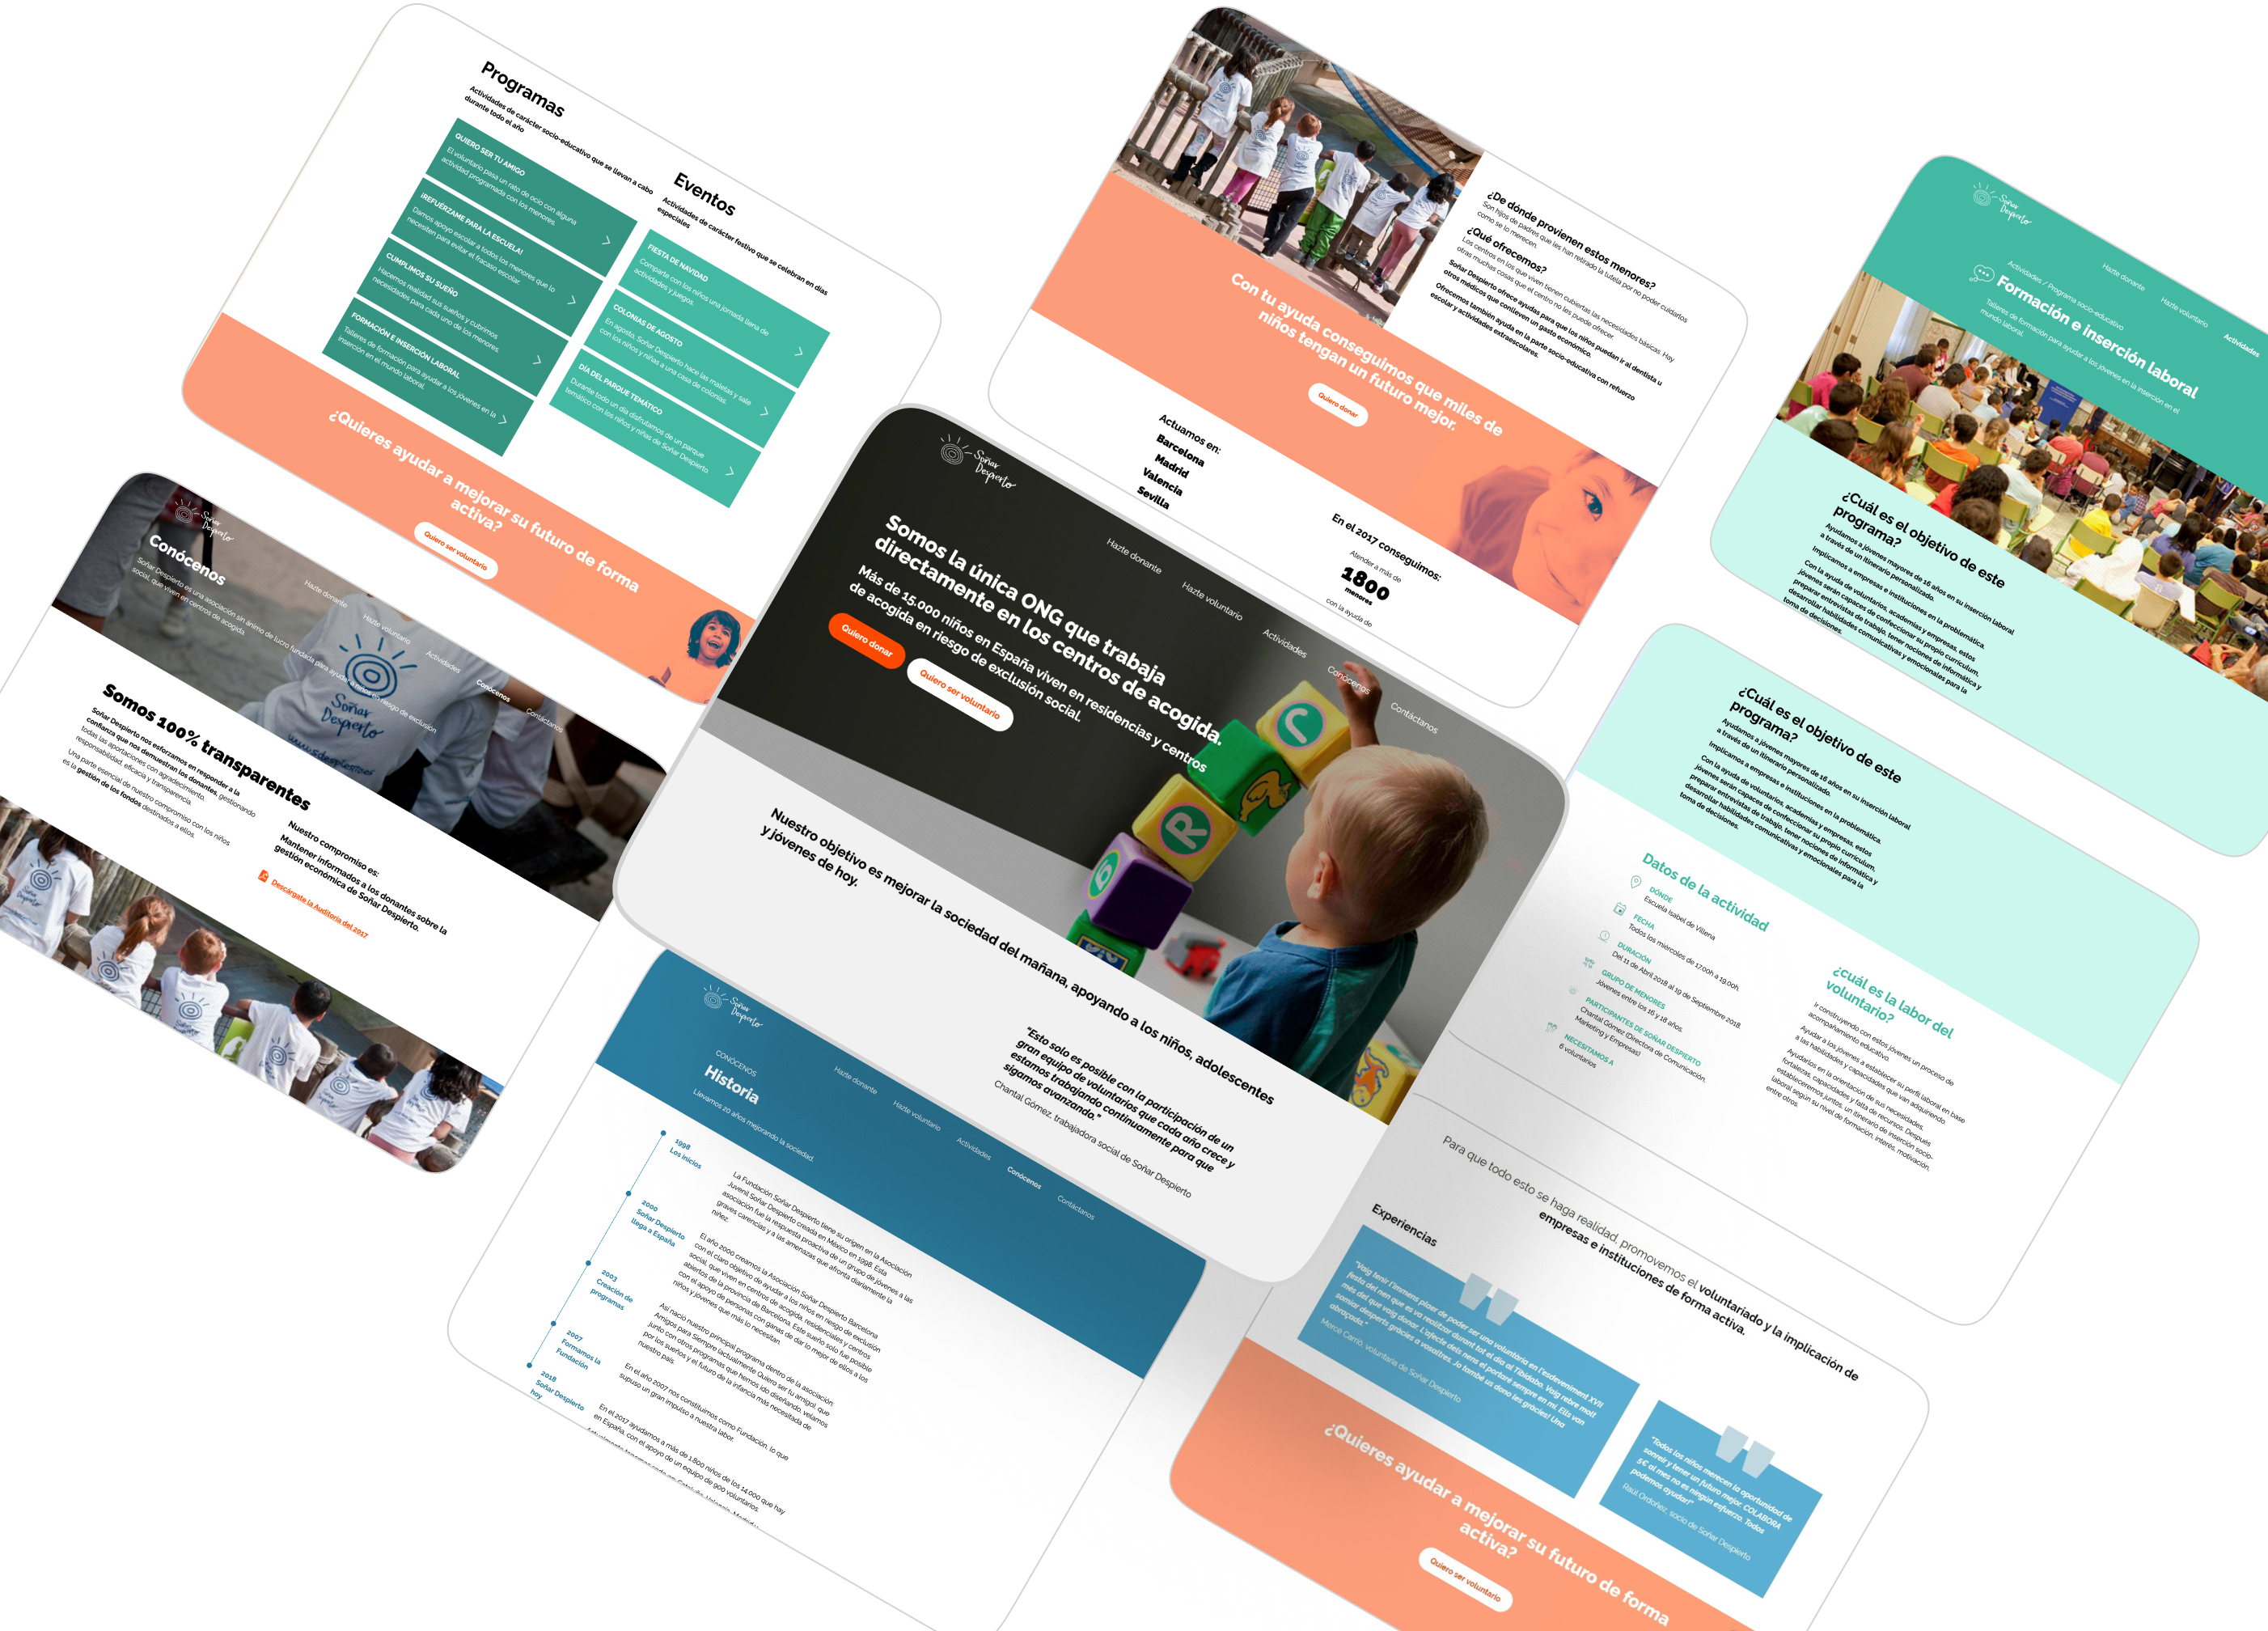 Programas
Actividades de carácter socio-educativo que se llevan a cabo
durante todo el año
QUIERO SER TU AMIGO
El voluntario pasa un rato de ocio con alguna
actividad programada con los menores.
¡REFUÉRZAME PARA LA ESCUELA!
Damos apoyo escolar a todos los menores que lo
necesiten para evitar el fracaso escolar.
CUMPLIMOS SU SUEÑO
Hacemos realidad sus sueños y cubrimos
necesidades para cada uno de los menores.
FORMACIÓN E INSERCIÓN LABORAL
Talleres de formación para ayudar a los jóvenes en la
inserción en el mundo laboral.
Eventos
Actividades de carácter festivo que se celebran en días
especiales
FIESTA DE NAVIDAD
Comparte con los niños una jornada llena de
actividades y juegos.
COLONIAS DE AGOSTO
En agosto, Soñar Despierto hace las maletas y sale
con los niños y niñas a una casa de colonias.
DÍA DEL PARQUE TEMÁTICO
Durante todo un día disfrutamos de un parque
temático con los niños y niñas de Soñar Despierto
¿Quieres ayudar a mejorar su futuro de forma
activa?
Quiero ser voluntario
¿De dónde provienen estos menores?
Son hijos de padres que les han retirado la tutela por no poder cuidarlos
como se lo merecen.
¿Qué ofrecemos?
Los centros en los que viven tienen cubiertas las necesidades básicas. Hay
otras muchas cosas que el centro no les puede ofrecer.
Soñar Despierto ofrece ayudas para que los niños puedan ir al dentista u
otros médicos que conlleven un gasto económico.
Ofrecemos también ayuda en la parte socio-educativa con refuerzo
escolar y actividades extraescolares.
Con tu ayuda conseguimos que miles de
niños tengan un futuro mejor.
Quiero donar
Actuamos en:
Barcelona
Madrid
Valencia
Sevilla
En el 2017 conseguimos:
Atender a más de
1800
menores
con la ayuda de
Soñar
Despierto
Hazte donante
Hazte voluntario
Actividades
Actividades / Programa socio-educativo
Formación e inserción laboral
Talleres de formación para ayudar a los jóvenes en la inserción en el
mundo laboral.
¿Cuál es el objetivo de este
programa?
Ayudamos a jóvenes mayores de 16 años en su inserción laboral
a través de un itinerario personalizado.
Implicamos a empresas e instituciones en la problemática.
Con la ayuda de voluntarios, academias y empresas, estos
jóvenes serán capaces de confeccionar su propio currículum,
preparar entrevistas de trabajo, tener nociones de informática y
desarrollar habilidades comunicativas y emocionales para la
toma de decisiones.
Soñar
Despierto
Hazte donante
Hazte voluntario
Actividades
Conócenos
Contáctanos
Conócenos
Soñar Despierto es una asociación sin ánimo de lucro fundada para ayudar a niños en riesgo de exclusión
social, que viven en centros de acogida.
Soñar
Despierto
Somos 100% transparentes
Soñar Despierto nos esforzamos en responder a la
confianza que nos demuestran los donantes, gestionando
todas las aportaciones con agradecimiento,
responsabilidad, eficacia y transparencia.
Una parte esencial de nuestro compromiso con los niños
es la gestión de los fondos destinados a ellos.
Nuestro compromiso es:
Mantener informados a los donantes sobre la
gestión económica de Soñar Despierto.
Descárgate la Auditoría del 2017
Soñar
Despierto
Hazte donante
Hazte voluntario
Actividades
Conócenos
Contáctanos
Somos la única ONG que trabaja
directamente en los centros de acogida.
Más de 15.000 niños en España viven en residencias y centros
de acogida en riesgo de exclusión social.
Quiero donar
Quiero ser voluntario
r
R
b
Nuestro objetivo es mejorar la sociedad del mañana, apoyando a los niños, adolescentes
y jóvenes de hoy.
"Esto solo es posible con la participación de un
gran equipo de voluntarios que cada año crece y
estamos trabajando continuamente para que
sigamos avanzando."
Chantal Gómez, trabajadora social de Soñar Despierto
¿Cuál es el objetivo de este
programa?
Ayudamos a jóvenes mayores de 16 años en su inserción laboral
a través de un itinerario personalizado.
Implicamos a empresas e instituciones en la problemática.
Con la ayuda de voluntarios, academias y empresas, estos
jóvenes serán capaces de confeccionar su propio currículum,
preparar entrevistas de trabajo, tener nociones de informática y
desarrollar habilidades comunicativas y emocionales para la
toma de decisiones.
Datos de la actividad
DÓNDE
Escuela Isabel de Villena
FECHA
Todos los miércoles de 17.00h a 19.00h.
DURACIÓN
Del 11 de Abril 2018 al 19 de Septiembre 2018
GRUPO DE MENORES
Jóvenes entre los 16 y 18 años.
PARTICIPANTES DE SOÑAR DESPIERTO
Chantal Gómez (Directora de Comunicación,
Marketing y Empresas)
NECESITAMOS A
6 voluntarios
¿cuál es la labor del
voluntario?
Ir construyendo con estos jóvenes un proceso de
acompañamiento educativo.
Ayudar a los jóvenes a establecer su perfil laboral en base
a las habilidades y capacidades que van adquiriendo.
Ayudarlos en la orientación de sus necesidades,
fortalezas, capacidades y falta de recursos. Después
estableceremos juntos, un itinerario de inserción socio-
laboral según su nivel de formación, interés, motivación,
entre otros.
Soñar
Despierto
Hazte donante
Hazte voluntario
Actividades
Conócenos
Contáctanos
CONÓCENOS
Historia
Llevamos 20 años mejorando la sociedad.
1998
Los inicios
La Fundación Soñar Despierto tiene su origen en la Asociación
Juvenil Soñar Despierto creada en México en 1998. Esta
asociación fue la respuesta proactiva de un grupo de jóvenes a las
graves carencias y a las amenazas que afronta diariamente la
niñez.
2000
Soñar Despierto
llega a España
El año 2000 creamos la Asociación Soñar Despierto Barcelona
con el claro objetivo de ayudar a los niños en riesgo de exclusión
social, que viven en centros de acogida, residenciales y centros
abiertos de la provincia de Barcelona. Este sueño solo fue posible
con el apoyo de personas con ganas de dar lo mejor de ellos a los
niños y jóvenes que más lo necesitan.
2003
Creación de
programas
Así nació nuestro principal programa dentro de la asociación:
Amigos para Siempre (actualmente Quiero ser tu amigo), que
junto con otros programas que hemos ido diseñando, velamos
por los sueños y el futuro de la infancia más necesitada de
nuestro país.
2007
Formamos la
Fundación
En el año 2007 nos constituimos como Fundación, lo que
supuso un gran impulso a nuestra labor.
2018
Soñar Despierto
hoy
En el 2017 ayudamos a más de 1.800 niños de los 14.000 que hay
en España, con el apoyo de un equipo de 900 voluntarios.
Para que todo esto se haga realidad, promovemos el voluntariado y la implicación de
empresas e instituciones de forma activa.
Experiencias
"Vaig tenir l'immens plaer de poder ser una voluntària en l'esdeveniment XVII
festa del nen que es va realitzar durant tot el dia al Tibidabo. Vaig rebre molt
més del que vaig donar. L'afecte dels nens el portaré sempre en mi. Ells van
somiar desperts gràcies a vosaltres. Jo també us dono les gràcies! Una
abraçada."
Mercè Carrió, voluntaria de Soñar Despierto
"Todos los niños merecen la oportunidad de
sonreír y tener un futuro mejor. COLABORA
5€ al mes no es ningún esfuerzo. Todos
podemos ayudar!"
Raúl Ordoñez, socio de Soñar Despierto
¿Quieres ayudar a mejorar su futuro de forma
activa?
Quiero ser voluntario